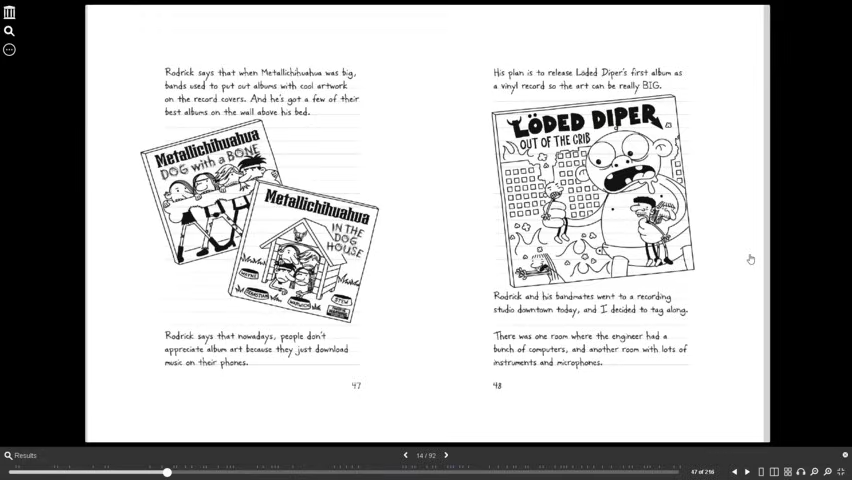 Rodrick says that when Metallichihuahua was big,
bands used to put out albums with cool artwork
on the record covers. And he's got a few of their
best albums on the wall above his bed.
Metallichihuahua
DOG with a BONE
Metallichihuahua
IN THE
DOG
HOUSE
Rodrick says that nowadays, people don't
appreciate album art because they just download
music on their phones.
47
His plan is to release Löded Diper's first album as
a vinyl record so the art can be really BIG.
LÖDED DIPER
OUT OF THE CRIB
Rodrick and his bandmates went to a recording
studio downtown today, and I decided to tag along.
There was one room where the engineer had a
bunch of computers, and another room with lots of
instruments and microphones.
48
Results
14 / 92
47 of 216